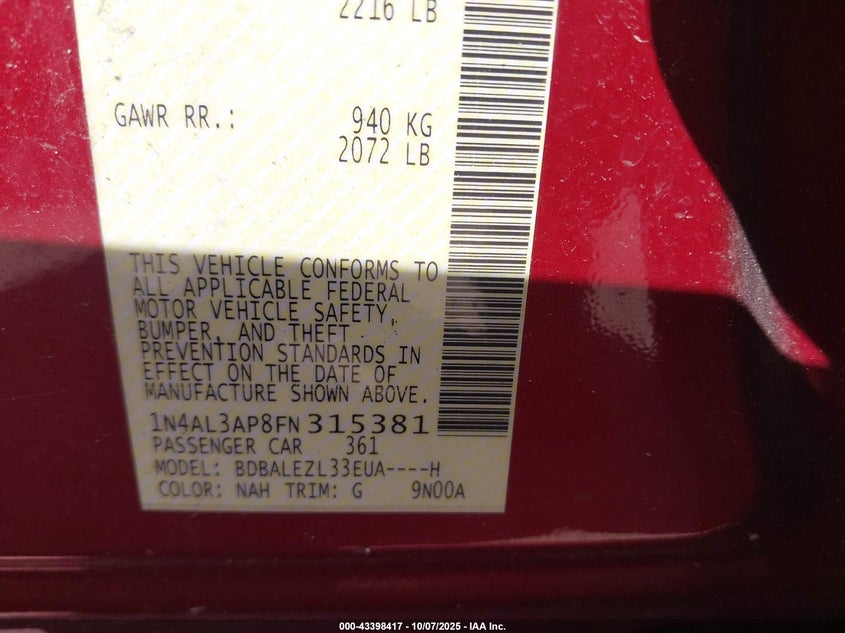 2216 LB
GAWR RR.: 940 KG
2072 LB
THIS VEHICLE CONFORMS TO
ALL APPLICABLE FEDERAL
MOTOR VEHICLE SAFETY,
BUMPER, AND THEFT
PREVENTION STANDARDS IN
EFFECT ON THE DATE OF
MANUFACTURE SHOWN ABOVE.
1N4AL3AP8FN 315381
PASSENGER CAR 361
MODEL: BDBALEZL33EUA----H
COLOR: NAH TRIM: G 9N00A
000-43398417 - 10/07/2025 - IAA Inc.